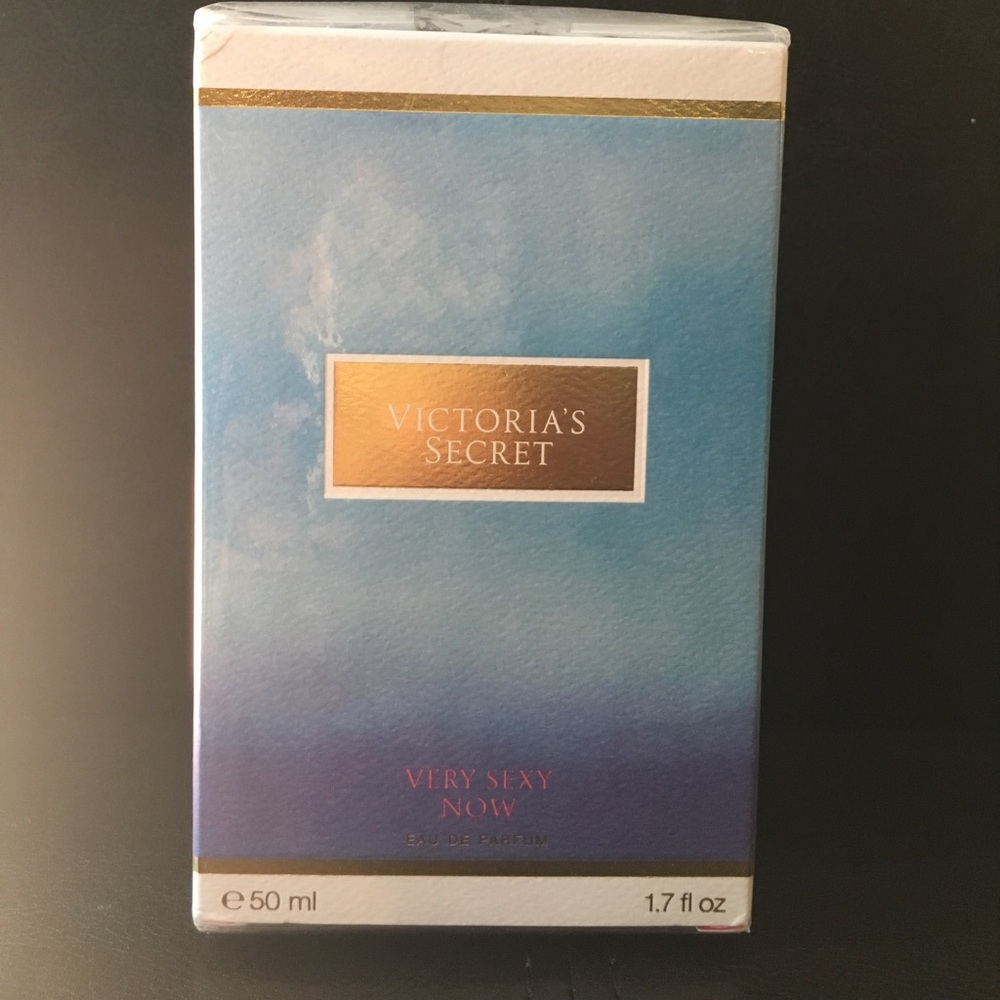 VICTORIA'S
SECRET
VERY SEXY
NOW
EAU DE PARFUM
℮50 ml
1.7 fl oz